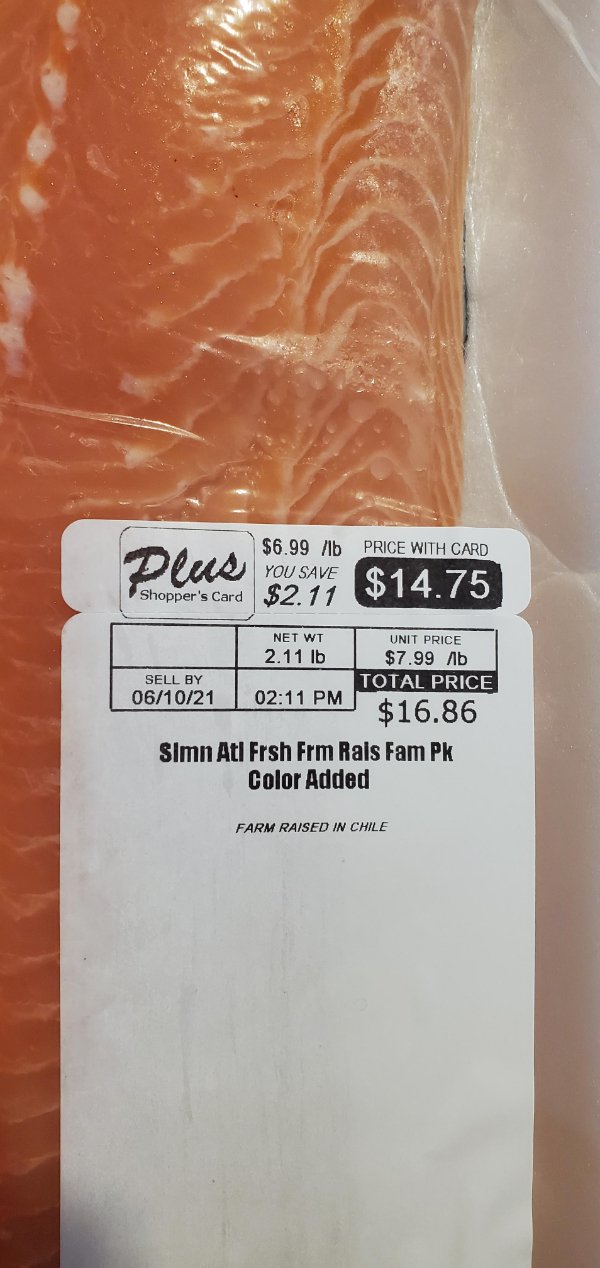 Plus
Shopper's Card
$6.99 /lb
YOU SAVE
$2.11
PRICE WITH CARD
$14.75
NET WT
2.11 lb
UNIT PRICE
$7.99 /lb
SELL BY
06/10/21
02:11 PM
TOTAL PRICE
$16.86
Slmn Atl Frsh Frm Rais Fam Pk
Color Added
FARM RAISED IN CHILE